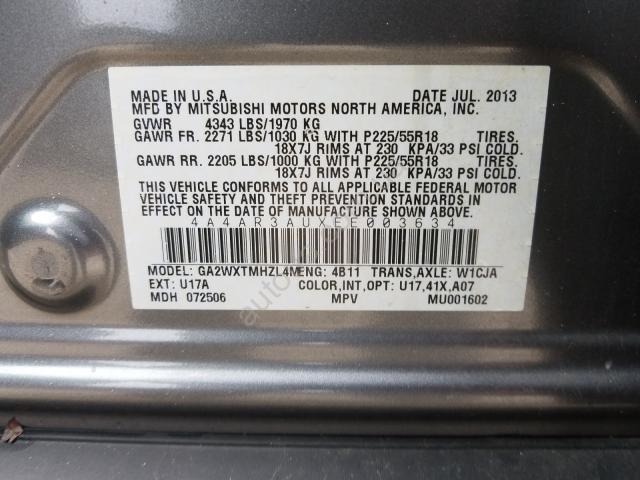 MADE IN U.S.A. DATE JUL. 2013
MFD BY MITSUBISHI MOTORS NORTH AMERICA, INC.
GVWR 4343 LBS/1970 KG
GAWR FR. 2271 LBS/1030 KG WITH P225/55R18 TIRES.
18X7J RIMS AT 230 KPA/33 PSI COLD.
GAWR RR. 2205 LBS/1000 KG WITH P225/55R18 TIRES.
18X7J RIMS AT 230 KPA/33 PSI COLD.
THIS VEHICLE CONFORMS TO ALL APPLICABLE FEDERAL MOTOR
VEHICLE SAFETY AND THEFT PREVENTION STANDARDS IN
EFFECT ON THE DATE OF MANUFACTURE SHOWN ABOVE.
4A4AR3AUXEE003634
MODEL: GA2WXTMHZL4MENG: 4B11 TRANS,AXLE: W1CJA
EXT: U17A COLOR,INT,OPT: U17,41X,A07
MDH 072506 MPV MU001602